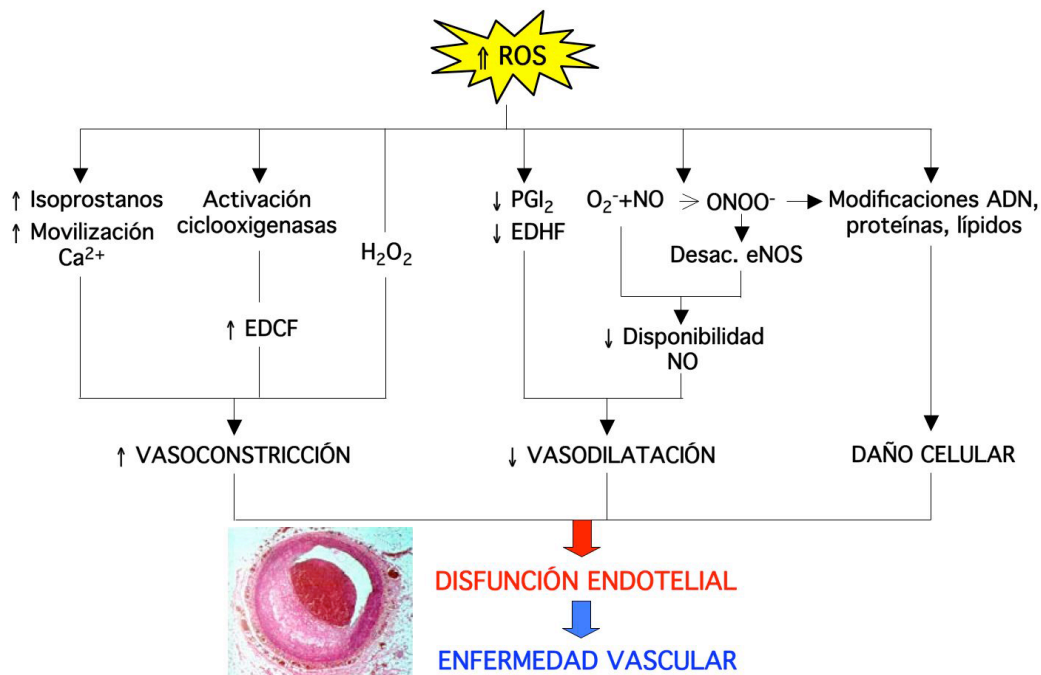 ⇑ ROS
↑ Isoprostanos
↑ Movilización
Ca²⁺
Activación
ciclooxigenasas
H₂O₂
↑ EDCF
↓ PGI₂
↓ EDHF
O₂⁻+NO > ONOO⁻
Desac. eNOS
↓ Disponibilidad
NO
Modificaciones ADN,
proteínas, lípidos
↑ VASOCONSTRICCIÓN
↓ VASODILATACIÓN
DAÑO CELULAR
DISFUNCIÓN ENDOTELIAL
ENFERMEDAD VASCULAR